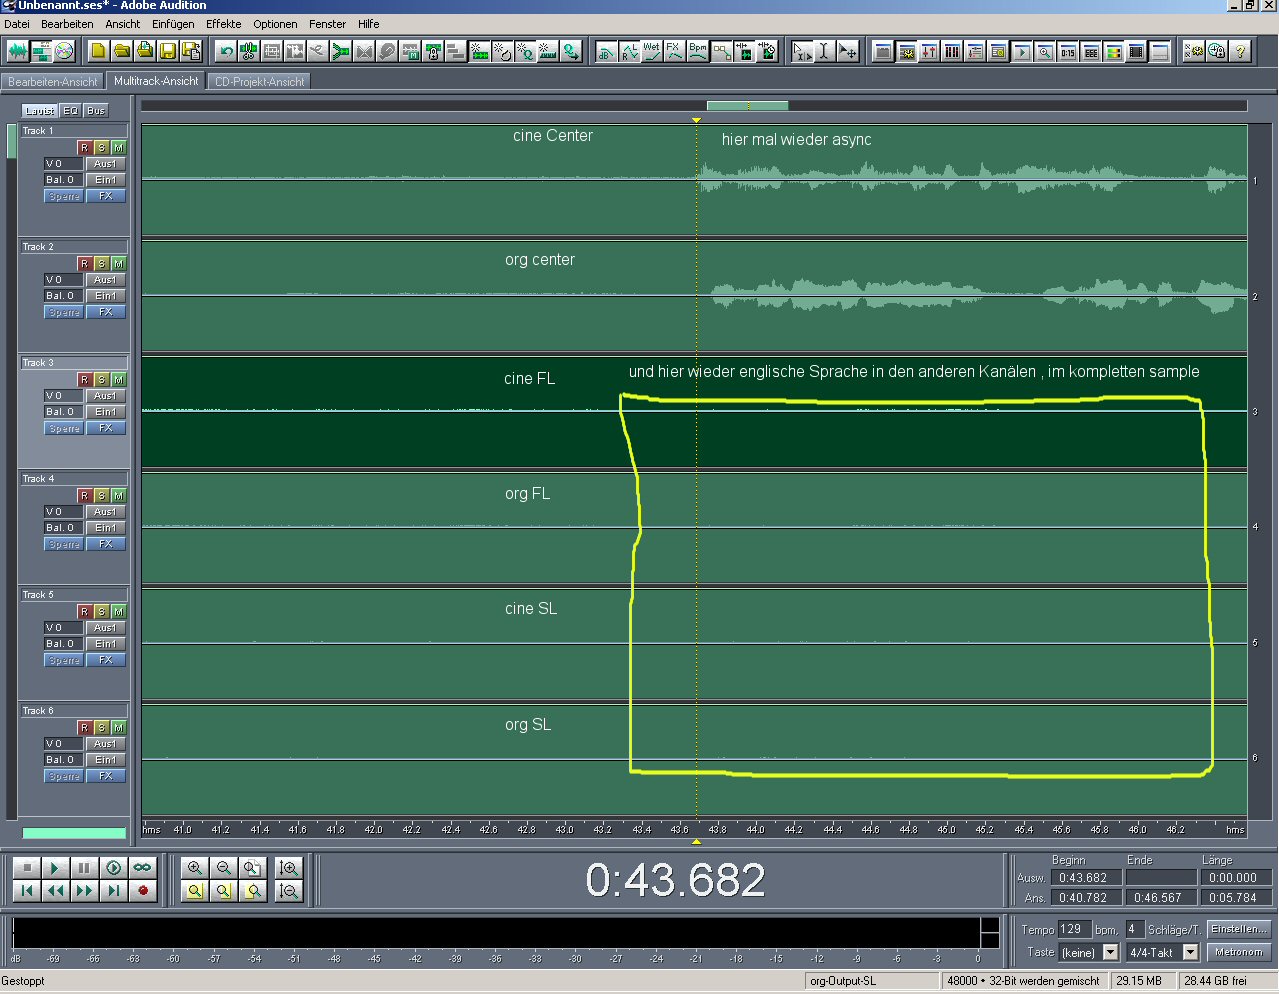 Unbenannt.ses* - Adobe Audition
Datei Bearbeiten Ansicht Einfügen Effekte Optionen Fenster Hilfe
Wet FX Bpm
0:15
Bearbeiten-Ansicht Multitrack-Ansicht CD-Projekt-Ansicht
Lautst EQ Bus
Track 1
R S M
V 0 Aus1
Bal. 0 Ein1
Sperre FX
cine Center
hier mal wieder async
1
Track 2
R S M
V 0 Aus1
Bal. 0 Ein1
Sperre FX
org center
2
Track 3
R S M
V 0 Aus1
Bal. 0 Ein1
Sperre FX
cine FL
und hier wieder englische Sprache in den anderen Kanälen , im kompletten sample
3
Track 4
R S M
V 0 Aus1
Bal. 0 Ein1
Sperre FX
org FL
4
Track 5
R S M
V 0 Aus1
Bal. 0 Ein1
Sperre FX
cine SL
5
Track 6
R S M
V 0 Aus1
Bal. 0 Ein1
Sperre FX
org SL
6
hms 41.0 41.2 41.4 41.6 41.8 42.0 42.2 42.4 42.6 42.8 43.0 43.2 43.4 43.6 43.8 44.0 44.2 44.4 44.6 44.8 45.0 45.2 45.4 45.6 45.8 46.0 46.2 hms
0:43.682
Beginn Ende Länge
Ausw. 0:43.682 0:00.000
Ans. 0:40.782 0:46.567 0:05.784
Tempo 129 bpm, 4 Schläge/T. Einstellen...
Taste (keine) 4/4-Takt Metronom
dB -69 -66 -63 -60 -57 -54 -51 -48 -45 -42 -39 -36 -33 -30 -27 -24 -21 -18 -15 -12 -9 -6 -3 0
Gestoppt org-Output-SL 48000 • 32-Bit werden gemischt 29.15 MB 28.44 GB frei